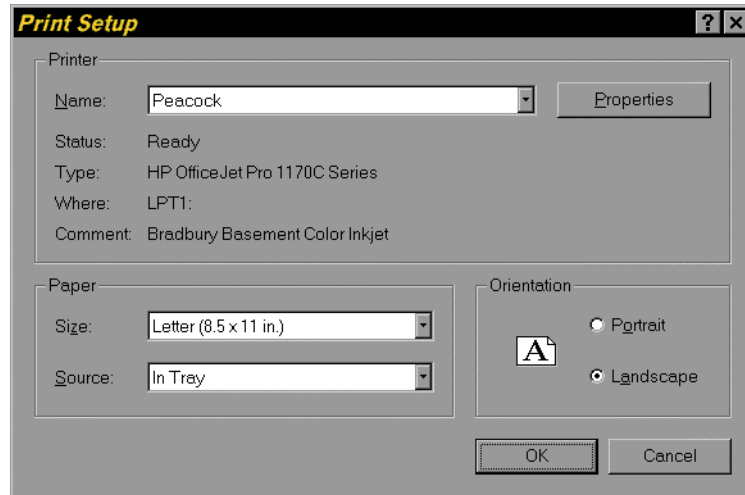 Print Setup
Printer
Name: Peacock Properties
Status: Ready
Type: HP OfficeJet Pro 1170C Series
Where: LPT1:
Comment: Bradbury Basement Color Inkjet
Paper
Size: Letter (8.5 x 11 in.)
Source: In Tray
Orientation
A
Portrait
Landscape
OK Cancel